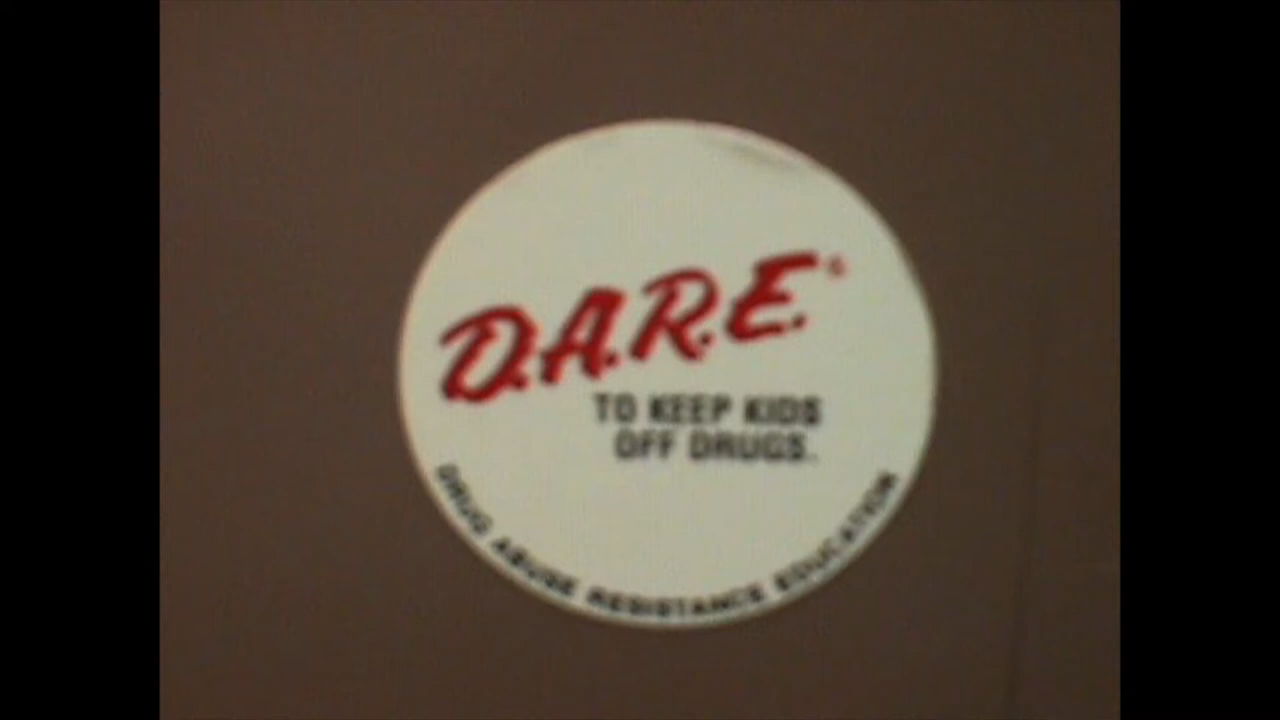 D.A.R.E.®
TO KEEP KIDS
OFF DRUGS.
DRUG ABUSE RESISTANCE EDUCATION